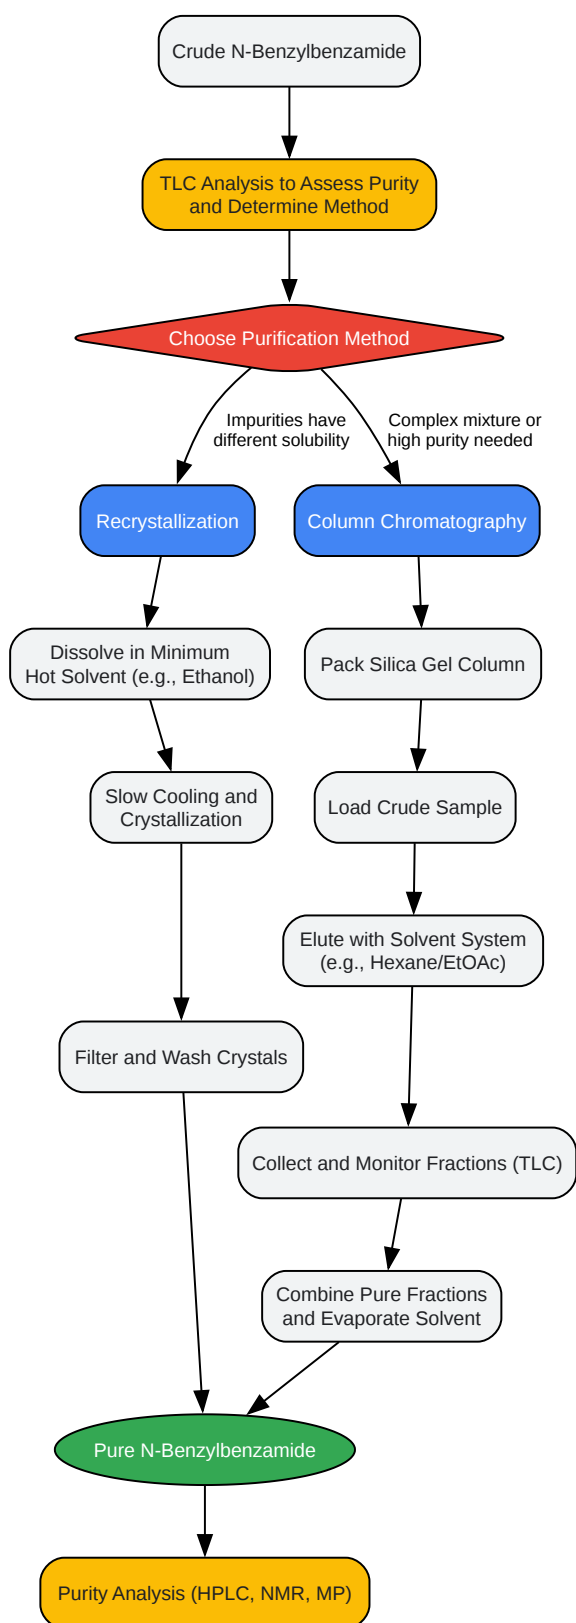 Crude N-Benzylbenzamide
TLC Analysis to Assess Purity
and Determine Method
Choose Purification Method
Impurities have
different solubility
Complex mixture or
high purity needed
Recrystallization
Column Chromatography
Dissolve in Minimum
Hot Solvent (e.g., Ethanol)
Pack Silica Gel Column
Slow Cooling and
Crystallization
Load Crude Sample
Elute with Solvent System
(e.g., Hexane/EtOAc)
Filter and Wash Crystals
Collect and Monitor Fractions (TLC)
Combine Pure Fractions
and Evaporate Solvent
Pure N-Benzylbenzamide
Purity Analysis (HPLC, NMR, MP)